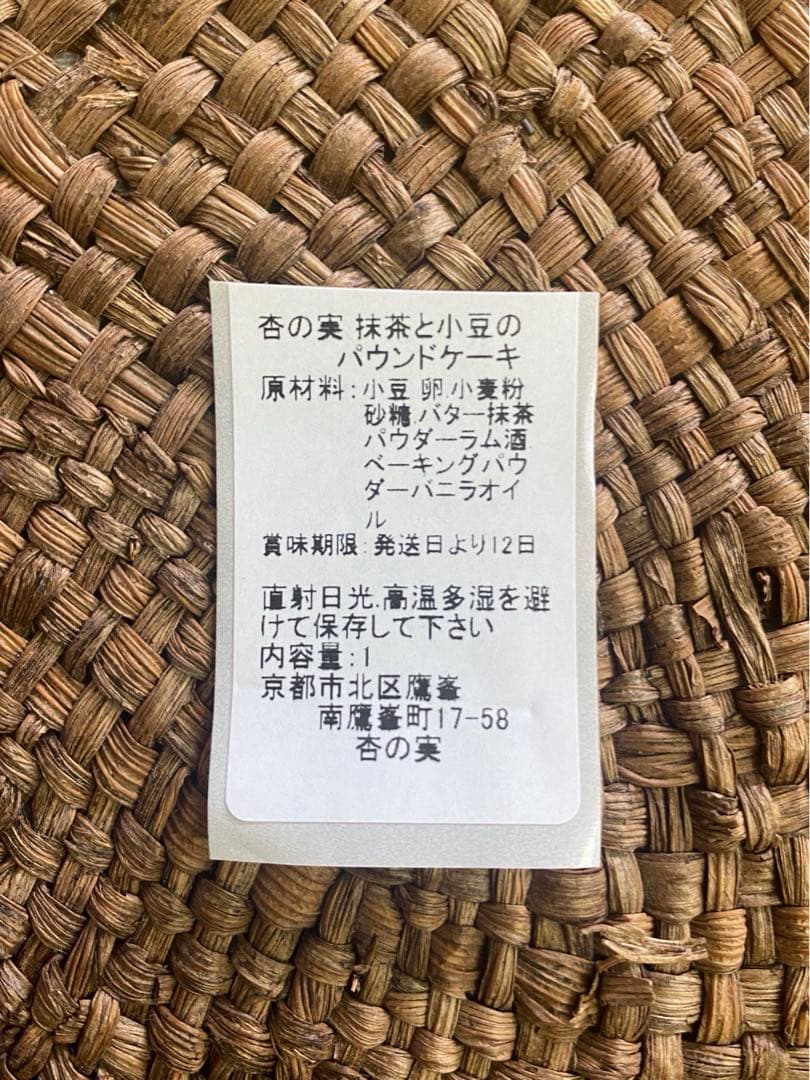 杏の実 抹茶と小豆の
パウンドケーキ
原材料:小豆 卵.小麦粉
砂糖.バター抹茶
パウダーラム酒
ベーキングパウ
ダーバニラオイ
ル
賞味期限:発送日より12日
直射日光.高温多湿を避
けて保存して下さい
内容量:1
京都市北区鷹峯
南鷹峯町17-58
杏の実